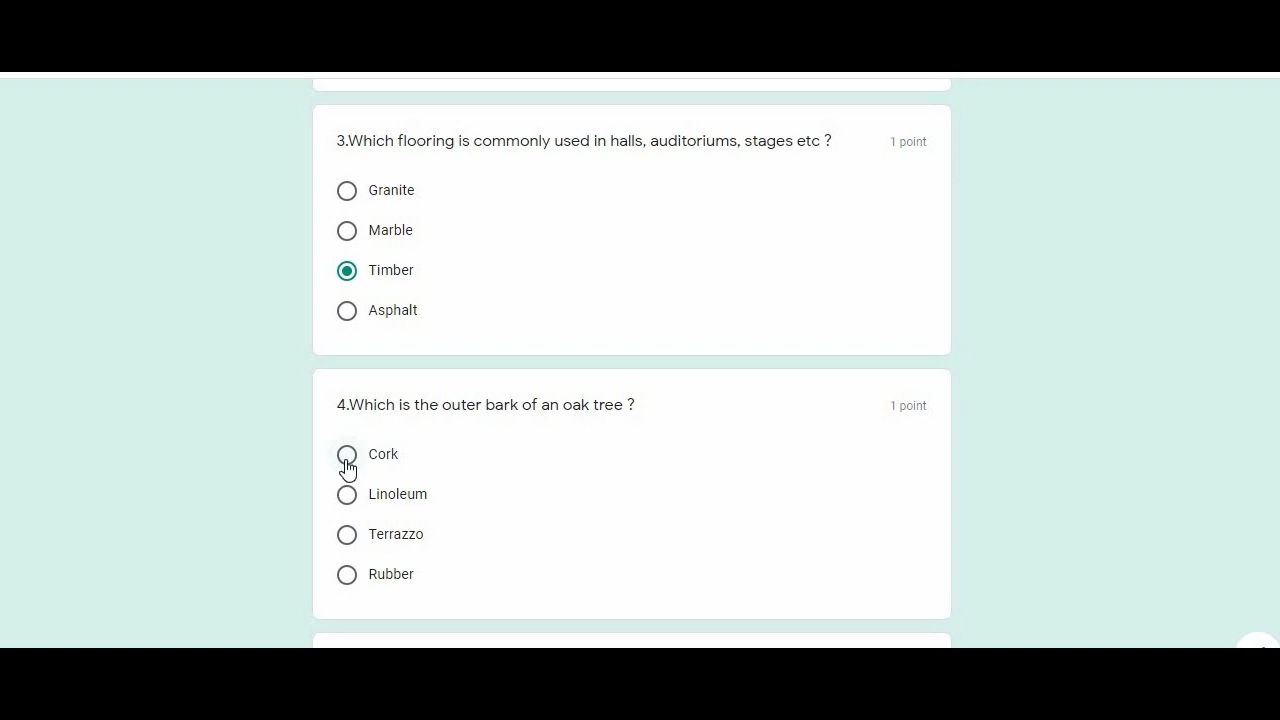 3.Which flooring is commonly used in halls, auditoriums, stages etc ?
1 point
Granite
Marble
Timber
Asphalt
4.Which is the outer bark of an oak tree ?
1 point
Cork
Linoleum
Terrazzo
Rubber